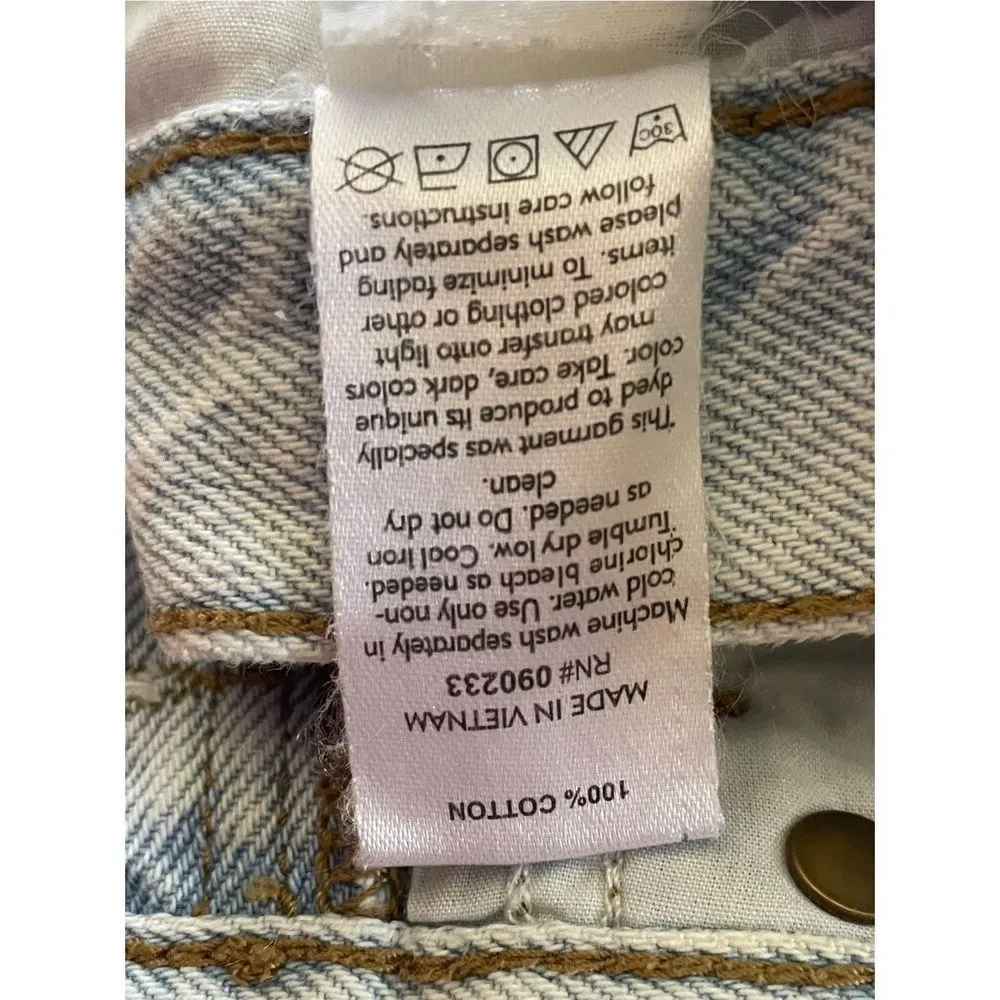 100% COTTON
MADE IN VIETNAM
RN# 090233
Machine wash separately in
cold water. Use only non-
chlorine bleach as needed.
Tumble dry low. Cool iron
as needed. Do not dry
clean.
This garment was specially
dyed to produce its unique
color. Take care, dark colors
may transfer onto light
colored clothing or other
items. To minimize fading
please wash separately and
follow care instructions.
30C